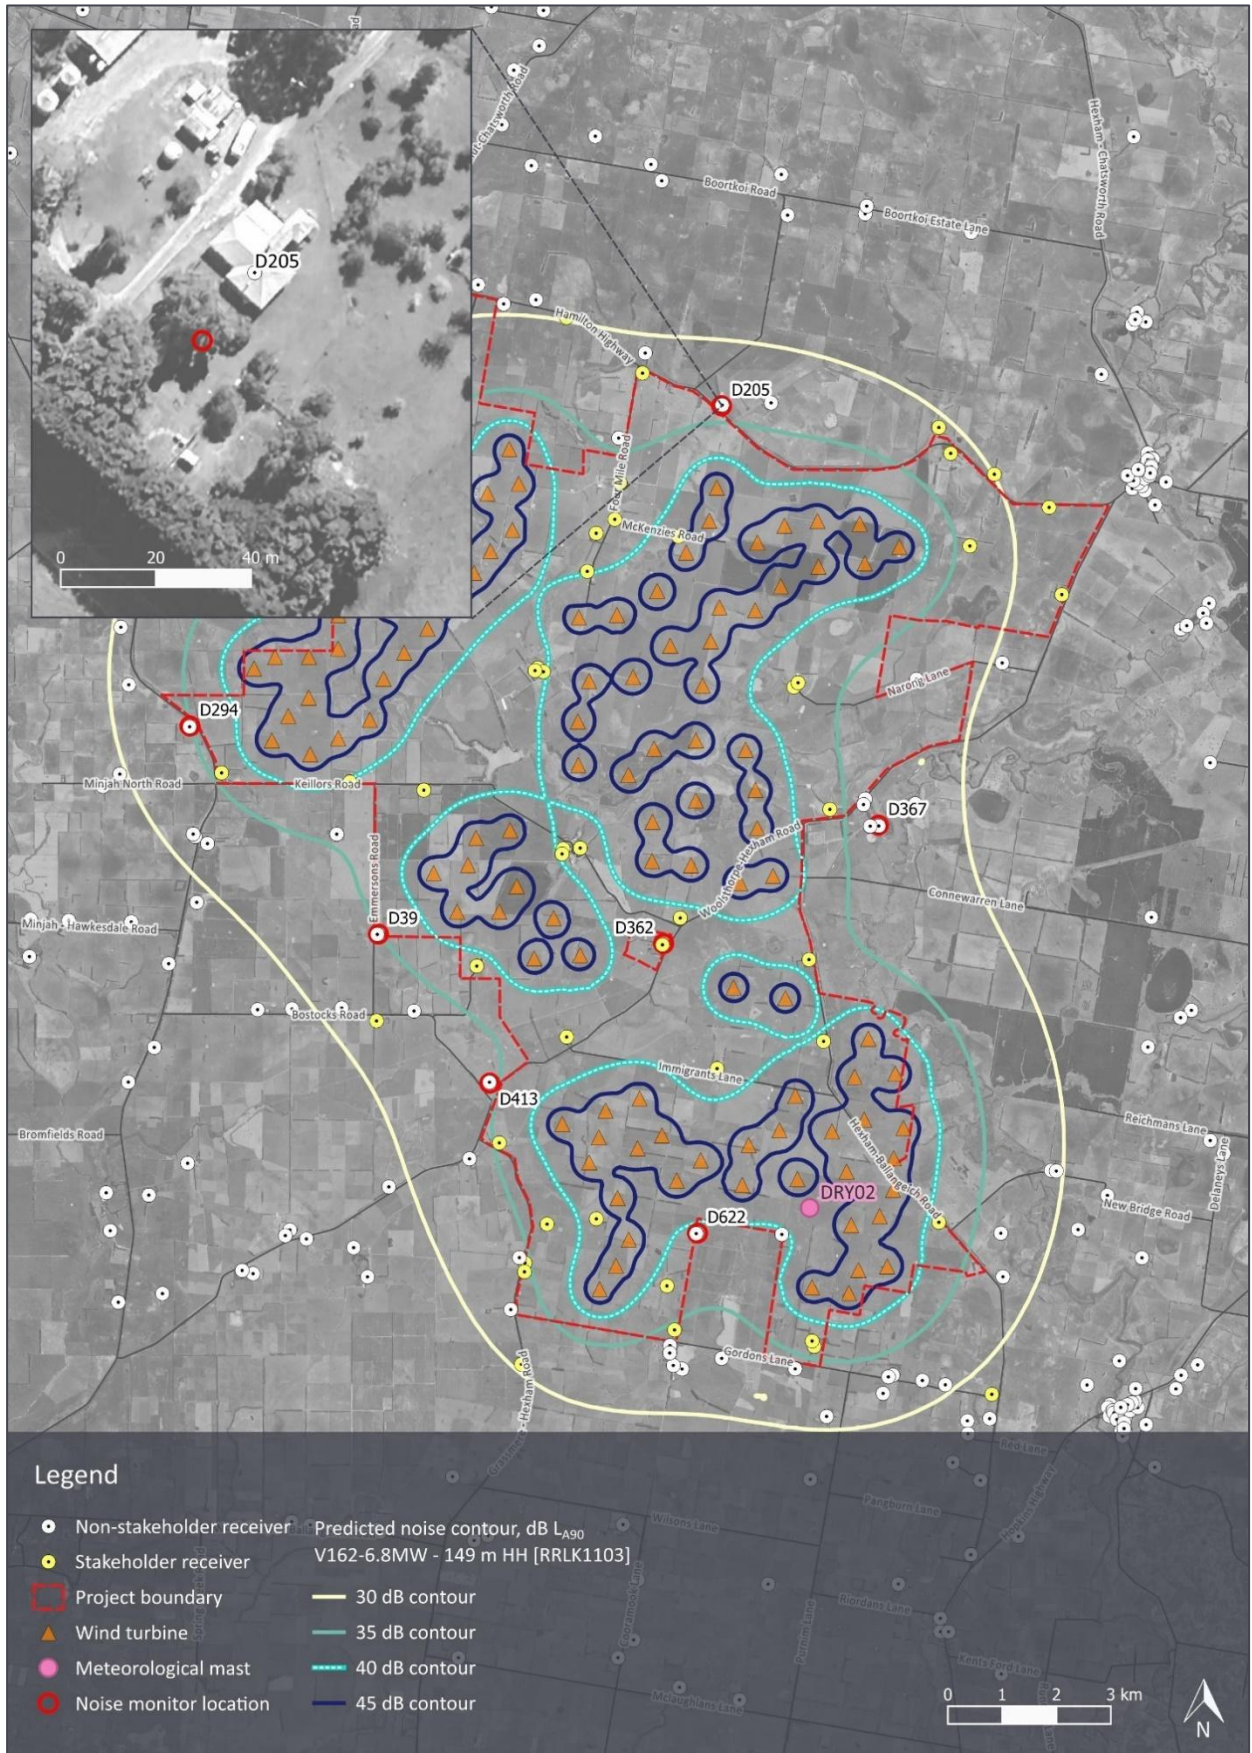 D205
0 20 40 m
Boortkoi Road
Boortkoi Estate Lane
Hexham - Chatsworth Road
Hamilton Highway
D205
Four Mile Road
McKenzies Road
Narong Lane
D294
Minjah North Road
Keillors Road
D367
Woolsthorpe-Hexham Road
Connewarren Lane
Emmersons Road
Minjah - Hawkesdale Road
D39
D362
Bostocks Road
Immigrants Lane
D413
Bromfields Road
Reichmans Lane
Hexham-Ballangeich Road
Delaneys Lane
DRY02
New Bridge Road
D622
Gordons Lane
- Hexham Road
Red Lane
Legend
Non-stakeholder receiver
Stakeholder receiver
Project boundary
Wind turbine
Meteorological mast
Noise monitor location
Predicted noise contour, dB LA90
V162-6.8MW - 149 m HH [RRLK1103]
30 dB contour
35 dB contour
40 dB contour
45 dB contour
Pangborn Lane
Wilsons Lane
Riordans Lane
Kents Ford Lane
Mclaughlans Lane
0 1 2 3 km
N